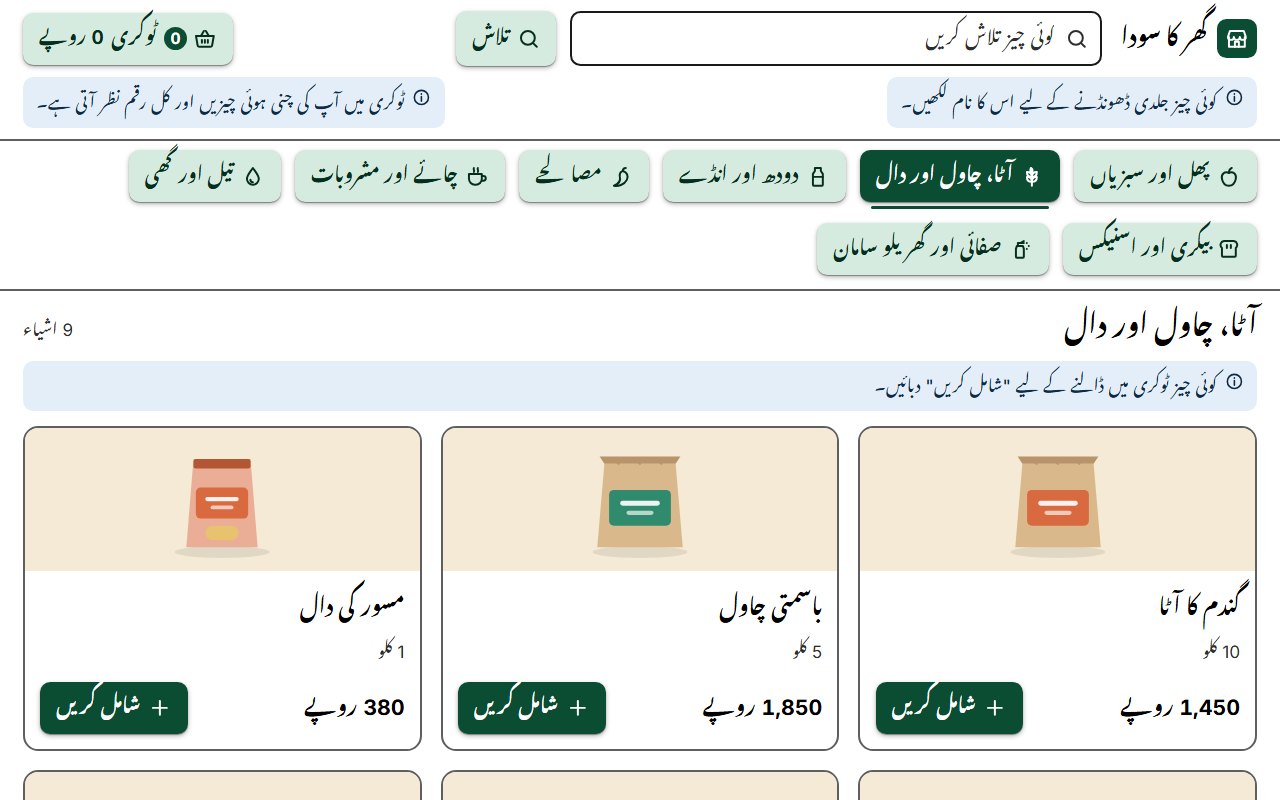 گھر کا سودا
کوئی چیز تلاش کریں
تلاش
0 ٹوکری 0 روپے
کوئی چیز جلدی ڈھونڈنے کے لیے اس کا نام لکھیں۔
ٹوکری میں آپ کی چنی ہوئی چیزیں اور کل رقم نظر آتی ہے۔
پھل اور سبزیاں
آٹا، چاول اور دال
دودھ اور انڈے
مصالحے
چائے اور مشروبات
تیل اور گھی
بیکری اور اسنیکس
صفائی اور گھریلو سامان
آٹا، چاول اور دال
9 اشیاء
کوئی چیز ٹوکری میں ڈالنے کے لیے "شامل کریں" دبائیں۔
گندم کا آٹا
10 کلو
1,450 روپے
شامل کریں
باسمتی چاول
5 کلو
1,850 روپے
شامل کریں
مسور کی دال
1 کلو
380 روپے
شامل کریں